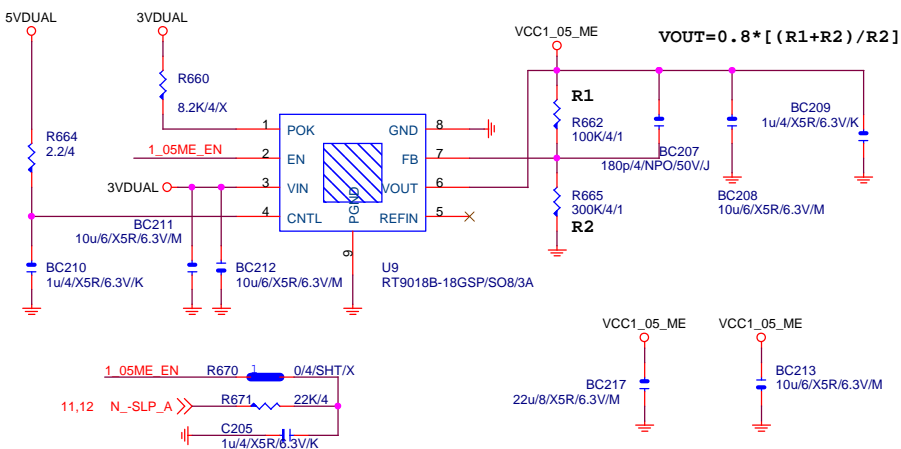 5VDUAL
3VDUAL
VCC1_05_ME
VOUT=0.8*[(R1+R2)/R2]
R660
8.2K/4/X
R664
2.2/4
1
POK
GND
8
1_05ME_EN
2
EN
FB
7
3VDUAL
3
VIN
VOUT
6
4
CNTL
REFIN
5
PGND
9
R1
R662
100K/4/1
BC207
180p/4/NPO/50V/J
BC209
1u/4/X5R/6.3V/K
R665
300K/4/1
R2
BC208
10u/6/X5R/6.3V/M
BC211
10u/6/X5R/6.3V/M
BC210
1u/4/X5R/6.3V/K
BC212
10u/6/X5R/6.3V/M
U9
RT9018B-18GSP/SO8/3A
1_05ME_EN
R670
1
0/4/SHT/X
11,12
N_-SLP_A
R671
22K/4
C205
1u/4/X5R/6.3V/K
VCC1_05_ME
VCC1_05_ME
BC217
22u/8/X5R/6.3V/M
BC213
10u/6/X5R/6.3V/M